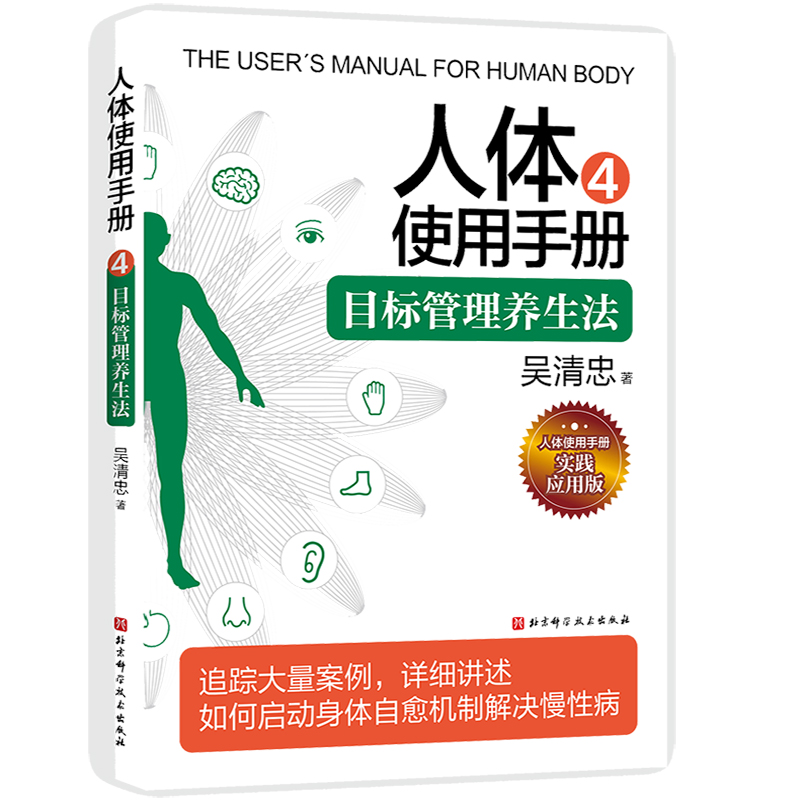 THE USER´S MANUAL FOR HUMAN BODY
人体
4
使用手册
目标管理养生法
吴清忠 著
人体使用手册
实践
应用版
北京科学技术出版社
追踪大量案例，详细讲述
如何启动身体自愈机制解决慢性病
人体使用手册
4
目标管理养生法
吴清忠 著
北京科学技术出版社